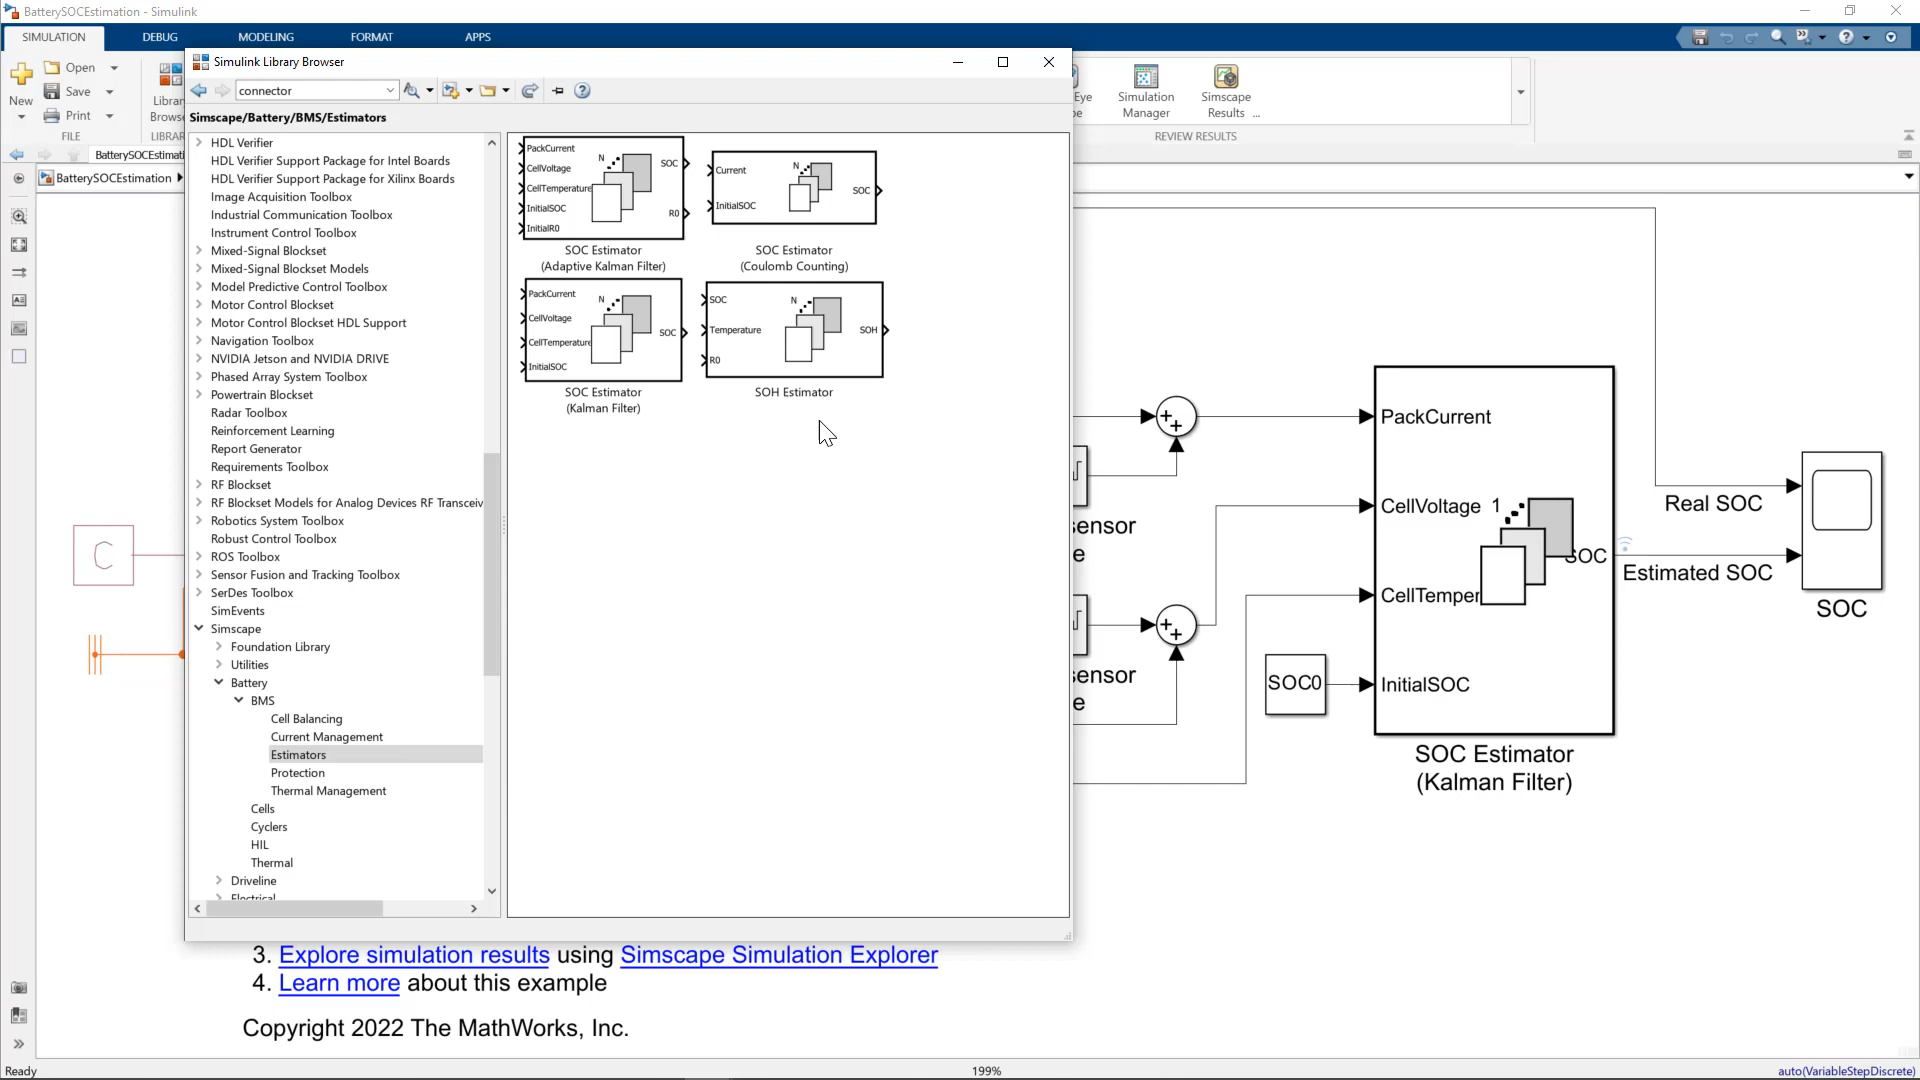 BatterySOCEstimation - Simulink
SIMULATION
DEBUG
MODELING
FORMAT
APPS
New
Open
Save
Print
FILE
Simulation
Manager
Simscape
Results ...
REVIEW RESULTS
BatterySOCEstimation
Simulink Library Browser
connector
Simscape/Battery/BMS/Estimators
HDL Verifier
HDL Verifier Support Package for Intel Boards
HDL Verifier Support Package for Xilinx Boards
Image Acquisition Toolbox
Industrial Communication Toolbox
Instrument Control Toolbox
Mixed-Signal Blockset
Mixed-Signal Blockset Models
Model Predictive Control Toolbox
Motor Control Blockset
Motor Control Blockset HDL Support
Navigation Toolbox
NVIDIA Jetson and NVIDIA DRIVE
Phased Array System Toolbox
Powertrain Blockset
Radar Toolbox
Reinforcement Learning
Report Generator
Requirements Toolbox
RF Blockset
RF Blockset Models for Analog Devices RF Transceiv
Robotics System Toolbox
Robust Control Toolbox
ROS Toolbox
Sensor Fusion and Tracking Toolbox
SerDes Toolbox
SimEvents
Simscape
Foundation Library
Utilities
Battery
BMS
Cell Balancing
Current Management
Estimators
Protection
Thermal Management
Cells
Cyclers
HIL
Thermal
Driveline
Electrical
PackCurrent
CellVoltage
CellTemperature
InitialSOC
InitialR0
N
SOC
R0
SOC Estimator
(Adaptive Kalman Filter)
Current
InitialSOC
N
SOC
SOC Estimator
(Coulomb Counting)
PackCurrent
CellVoltage
CellTemperature
InitialSOC
N
SOC
SOC Estimator
(Kalman Filter)
SOC
Temperature
R0
N
SOH
SOH Estimator
C
sensor
sensor
PackCurrent
CellVoltage 1
CellTemper
InitialSOC
SOC
SOC0
SOC Estimator
(Kalman Filter)
Real SOC
Estimated SOC
SOC
3. Explore simulation results using Simscape Simulation Explorer
4. Learn more about this example
Copyright 2022 The MathWorks, Inc.
Ready
199%
auto(VariableStepDiscrete)